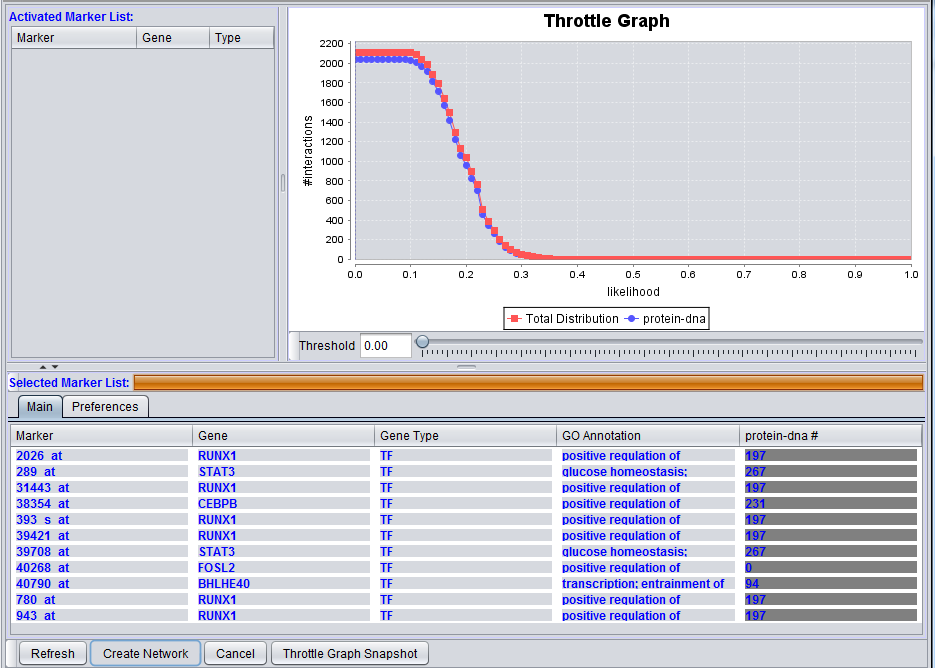 Activated Marker List:
Marker Gene Type
Throttle Graph
#interactions
2200
2000
1800
1600
1400
1200
1000
800
600
400
200
0
0.0 0.1 0.2 0.3 0.4 0.5 0.6 0.7 0.8 0.9 1.0
likelihood
Total Distribution protein-dna
Threshold 0.00
Selected Marker List:
Main Preferences
Marker Gene Gene Type GO Annotation protein-dna #
2026_at RUNX1 TF positive regulation of 197
289_at STAT3 TF glucose homeostasis; 267
31443_at RUNX1 TF positive regulation of 197
38354_at CEBPB TF positive regulation of 231
393_s_at RUNX1 TF positive regulation of 197
39421_at RUNX1 TF positive regulation of 197
39708_at STAT3 TF glucose homeostasis; 267
40268_at FOSL2 TF positive regulation of 0
40790_at BHLHE40 TF transcription; entrainment of 94
780_at RUNX1 TF positive regulation of 197
943_at RUNX1 TF positive regulation of 197
Refresh Create Network Cancel Throttle Graph Snapshot